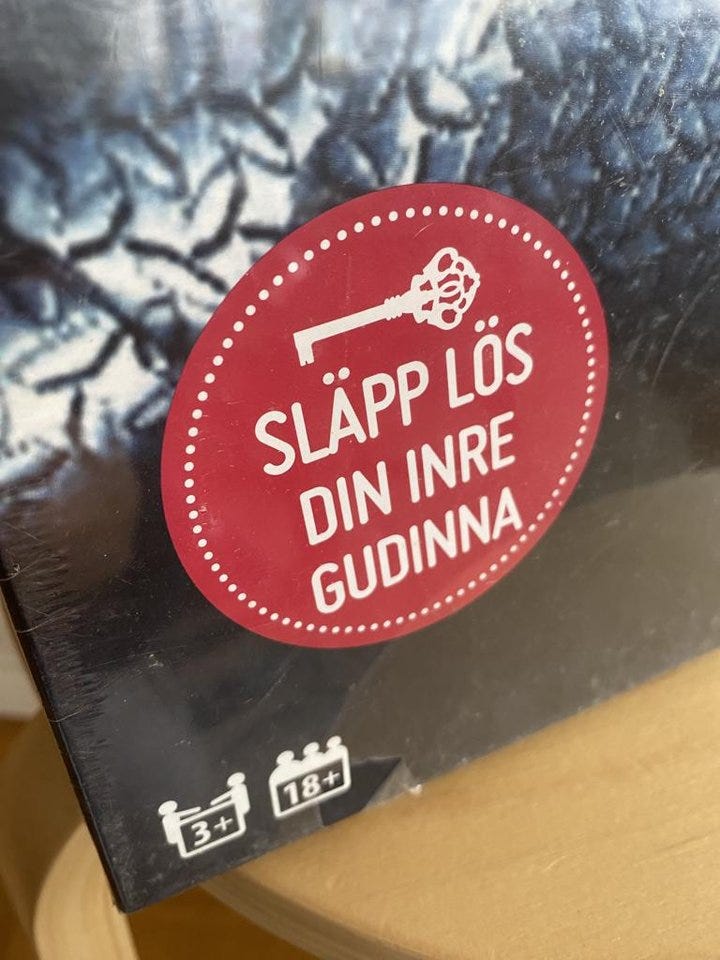 SLÄPP LÖS
DIN INRE
GUDINNA
3+
18+